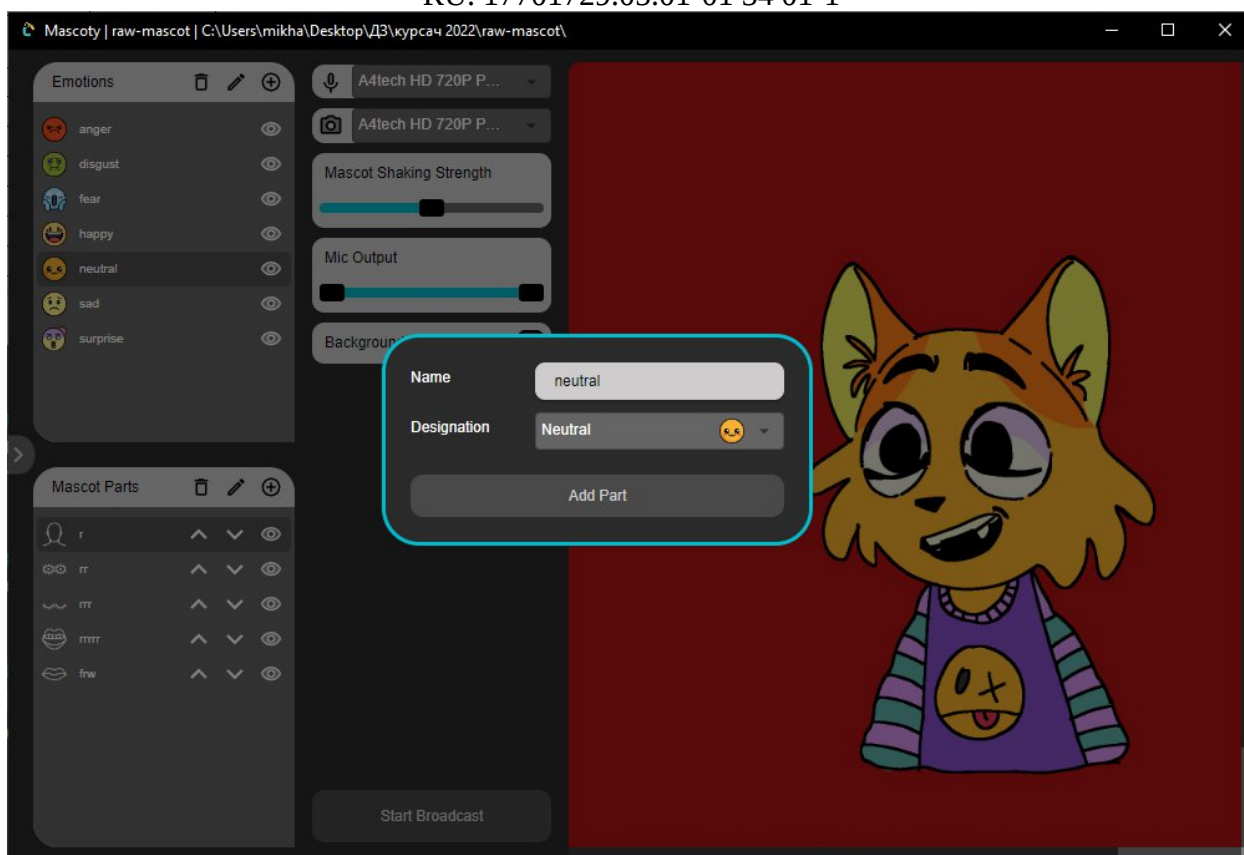 RU. 17701729.05.01-01 34 01-1
Mascoty | raw-mascot | C:\Users\mikha\Desktop\ДЗ\курсач 2022\raw-mascot\
Emotions
anger
disgust
fear
happy
neutral
sad
surprise
Mascot Parts
r
rr
rrr
rrrrr
frw
A4tech HD 720P P...
A4tech HD 720P P...
Mascot Shaking Strength
Mic Output
Background
Name
neutral
Designation
Neutral
Add Part
Start Broadcast